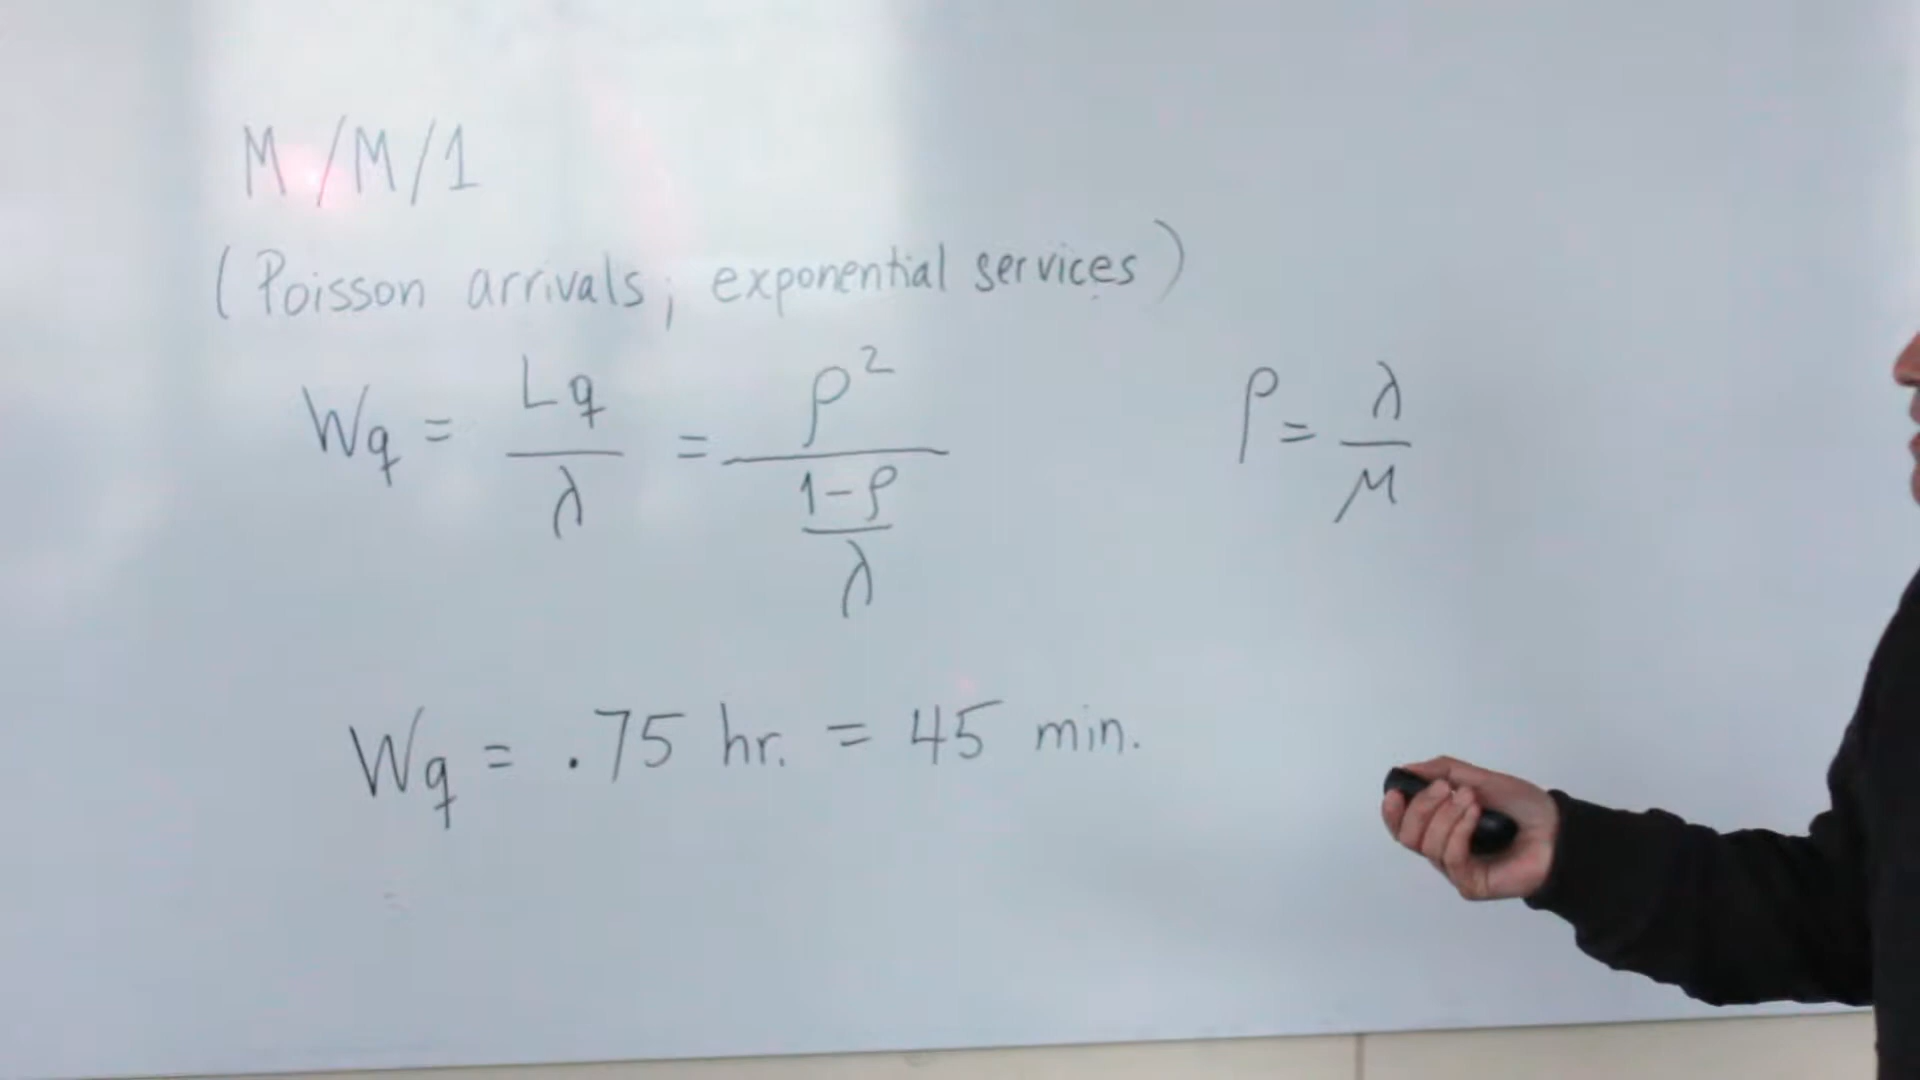 M/M/1
(Poisson arrivals; exponential services)
Wq = Lq/λ = ρ²/((1-ρ)/λ)
ρ = λ/μ
Wq = .75 hr. = 45 min.